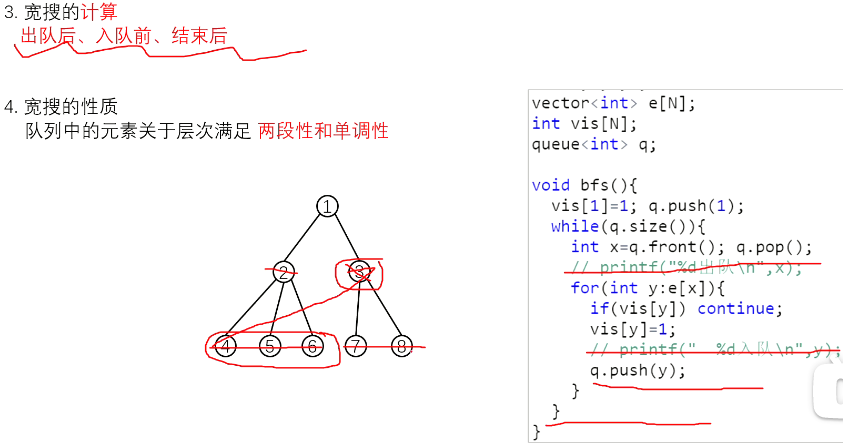 3. 宽搜的计算
出队后、入队前、结束后
4. 宽搜的性质
队列中的元素关于层次满足 两段性和单调性
1
2 3
4 5 6 7 8
vector<int> e[N];
int vis[N];
queue<int> q;
void bfs(){
vis[1]=1; q.push(1);
while(q.size()){
int x=q.front(); q.pop();
// printf("%d出队\n",x);
for(int y:e[x]){
if(vis[y]) continue;
vis[y]=1;
// printf("  %d入队\n",y);
q.push(y);
}
}
}